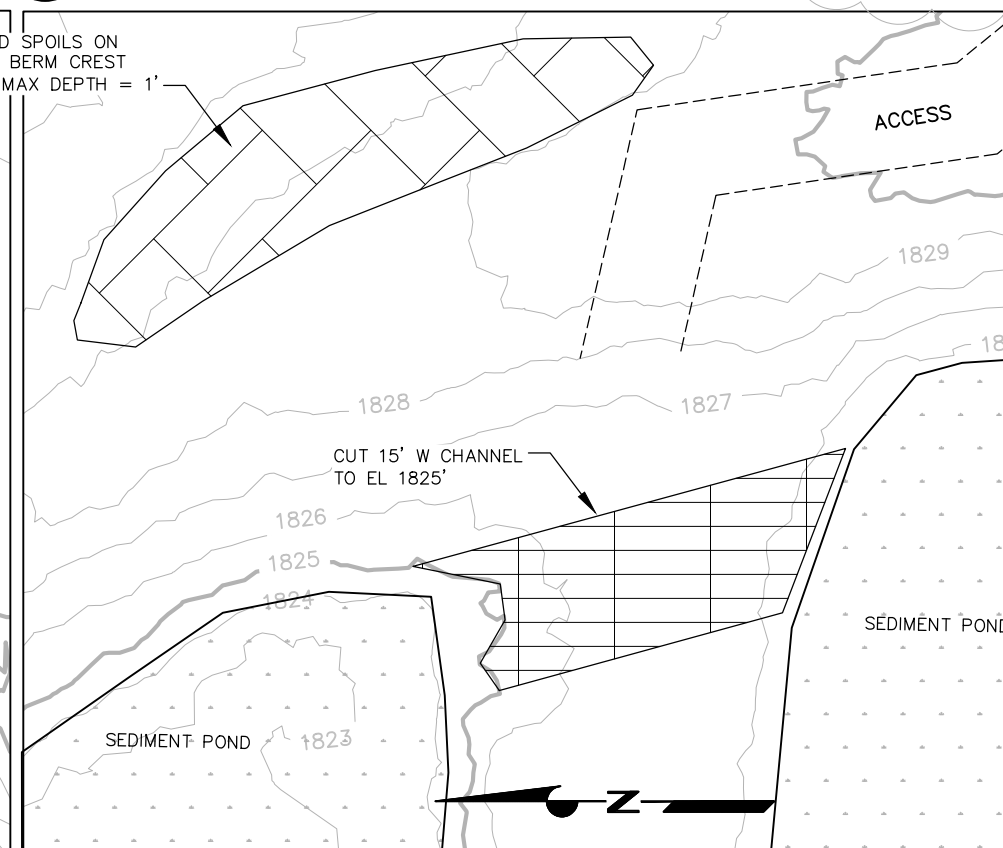 D SPOILS ON
BERM CREST
MAX DEPTH = 1'
ACCESS
1829
1828
1827
CUT 15' W CHANNEL
TO EL 1825'
1826
1825
1824
SEDIMENT POND
SEDIMENT POND
1823
N